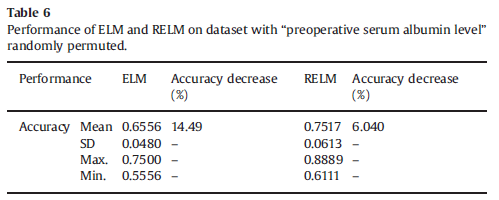 Table 6
Performance of ELM and RELM on dataset with “preoperative serum albumin level”
randomly permuted.
Performance ELM Accuracy decrease (%) RELM Accuracy decrease (%)
Accuracy Mean 0.6556 14.49 0.7517 6.040
SD 0.0480 – 0.0613 –
Max. 0.7500 – 0.8889 –
Min. 0.5556 – 0.6111 –